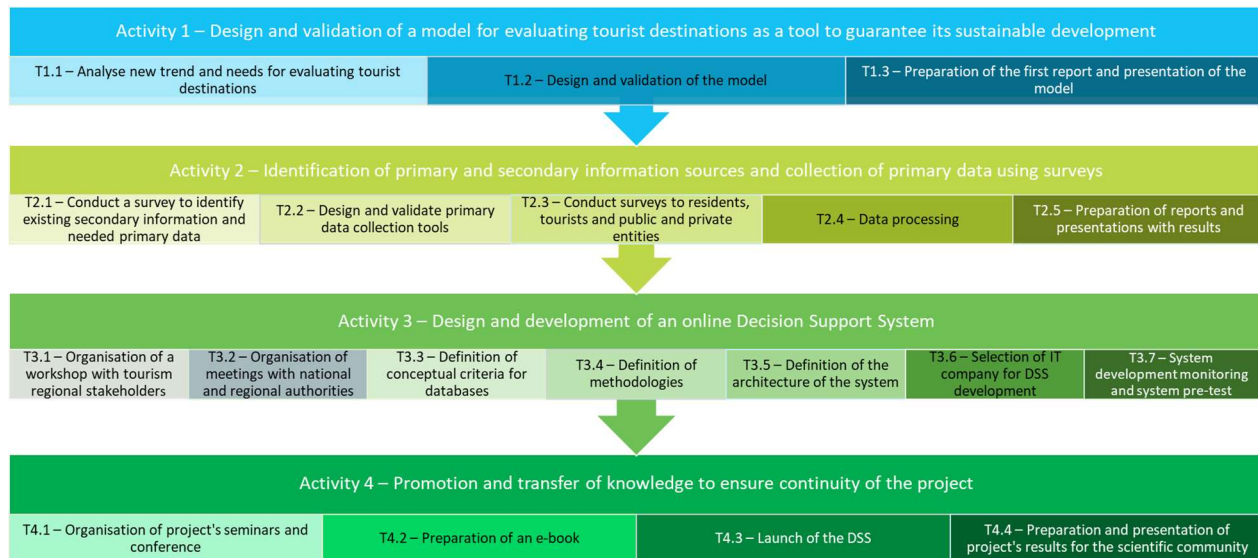 Activity 1 – Design and validation of a model for evaluating tourist destinations as a tool to guarantee its sustainable development
T1.1 – Analyse new trend and needs for evaluating tourist
destinations
T1.2 – Design and validation of the model
T1.3 – Preparation of the first report and presentation of the
model
Activity 2 – Identification of primary and secondary information sources and collection of primary data using surveys
T2.1 – Conduct a survey to identify
existing secondary information and
needed primary data
T2.2 – Design and validate primary
data collection tools
T2.3 – Conduct surveys to residents,
tourists and public and private
entities
T2.4 – Data processing
T2.5 – Preparation of reports and
presentations with results
Activity 3 – Design and development of an online Decision Support System
T3.1 – Organisation of a
workshop with tourism
regional stakeholders
T3.2 – Organisation of
meetings with national
and regional authorities
T3.3 – Definition of
conceptual criteria for
databases
T3.4 – Definition of
methodologies
T3.5 – Definition of the
architecture of the system
T3.6 – Selection of IT
company for DSS
development
T3.7 – System
development monitoring
and system pre-test
Activity 4 – Promotion and transfer of knowledge to ensure continuity of the project
T4.1 – Organisation of project's seminars and
conference
T4.2 – Preparation of an e-book
T4.3 – Launch of the DSS
T4.4 – Preparation and presentation of
project's results for the scientific community